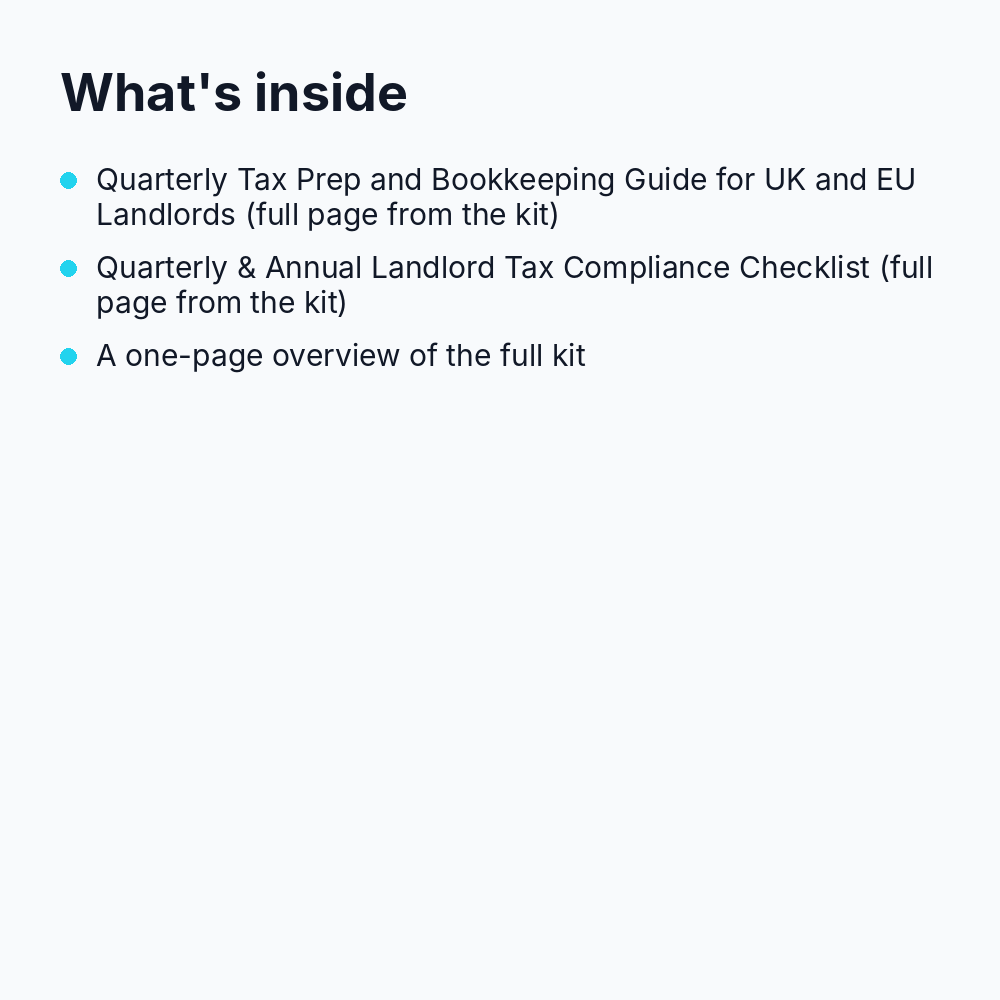 What's inside
Quarterly Tax Prep and Bookkeeping Guide for UK and EU
Landlords (full page from the kit)
Quarterly & Annual Landlord Tax Compliance Checklist (full
page from the kit)
A one-page overview of the full kit